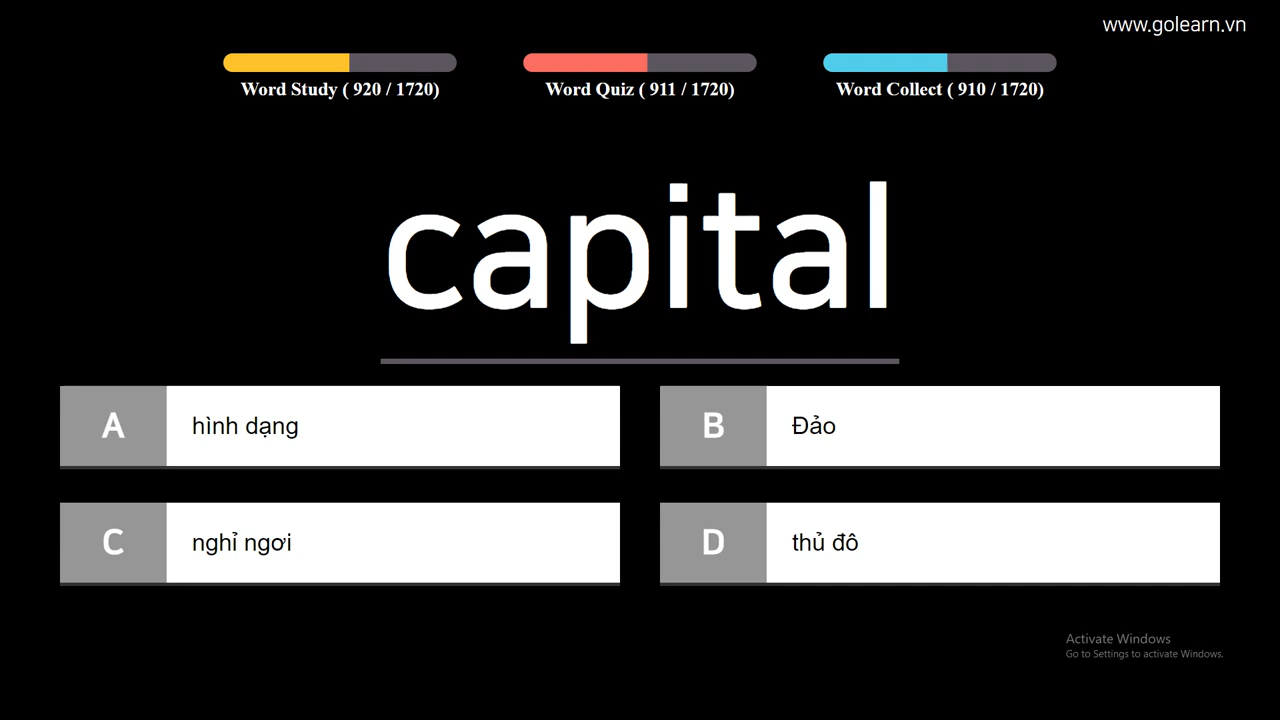 www.golearn.vn
Word Study ( 920 / 1720)
Word Quiz ( 911 / 1720)
Word Collect ( 910 / 1720)
capital
A hình dạng
B Đảo
C nghỉ ngơi
D thủ đô
Activate Windows
Go to Settings to activate Windows.